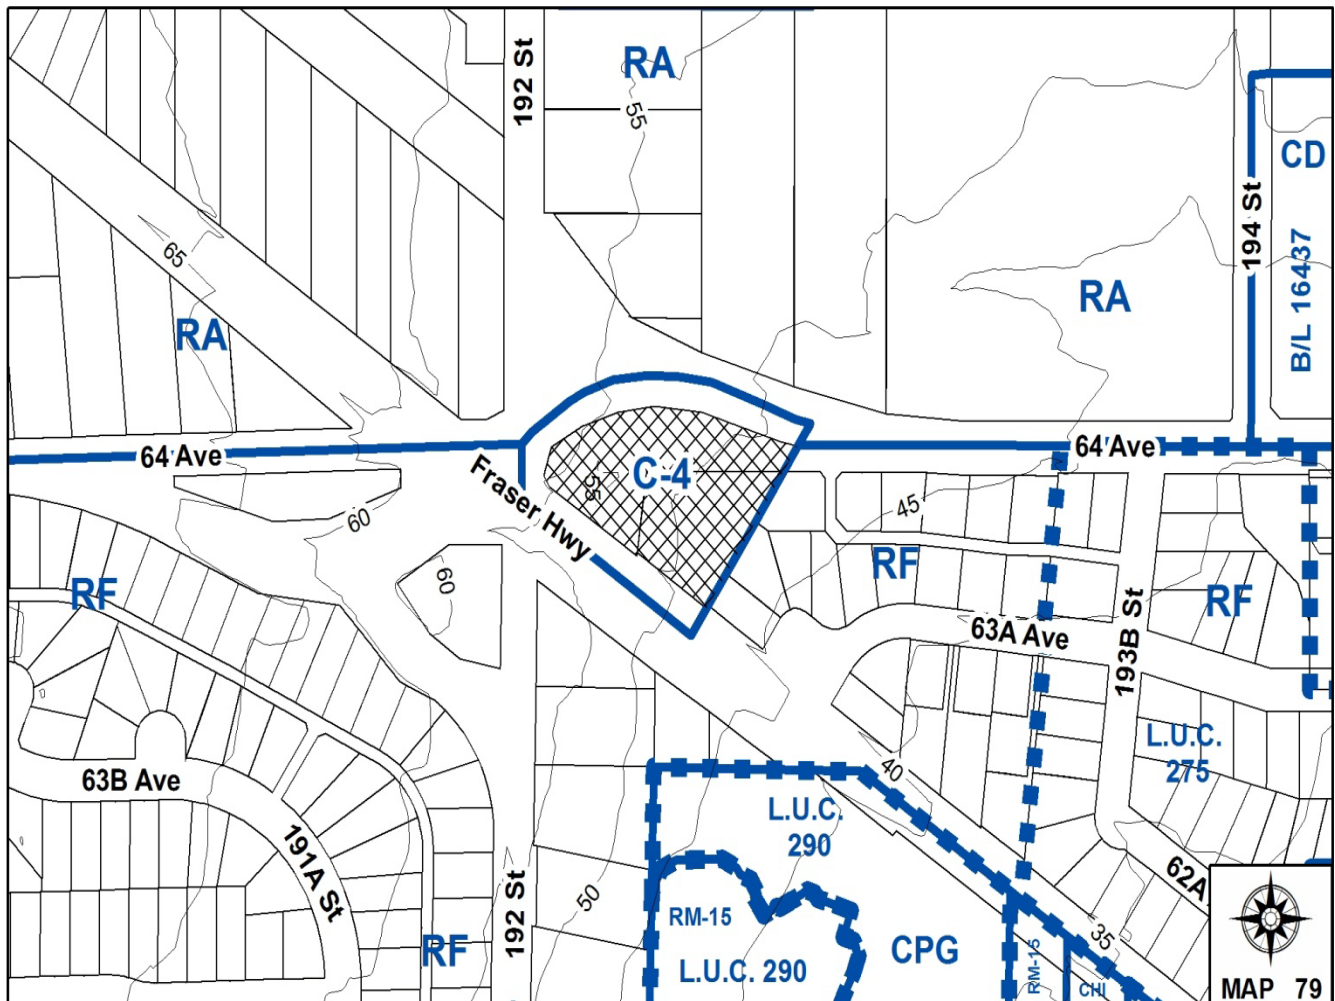 192 St
RA
55
CD
194 St
B/L 16437
65
RA
RA
64 Ave
64 Ave
Fraser Hwy
C-4
55
60
45
60
RF
RF
RF
63A Ave
193B St
L.U.C.
275
63B Ave
40
L.U.C.
290
191A St
62A
192 St
50
RM-15
35
RF
CPG
L.U.C. 290
RM-15
CHI
MAP 79